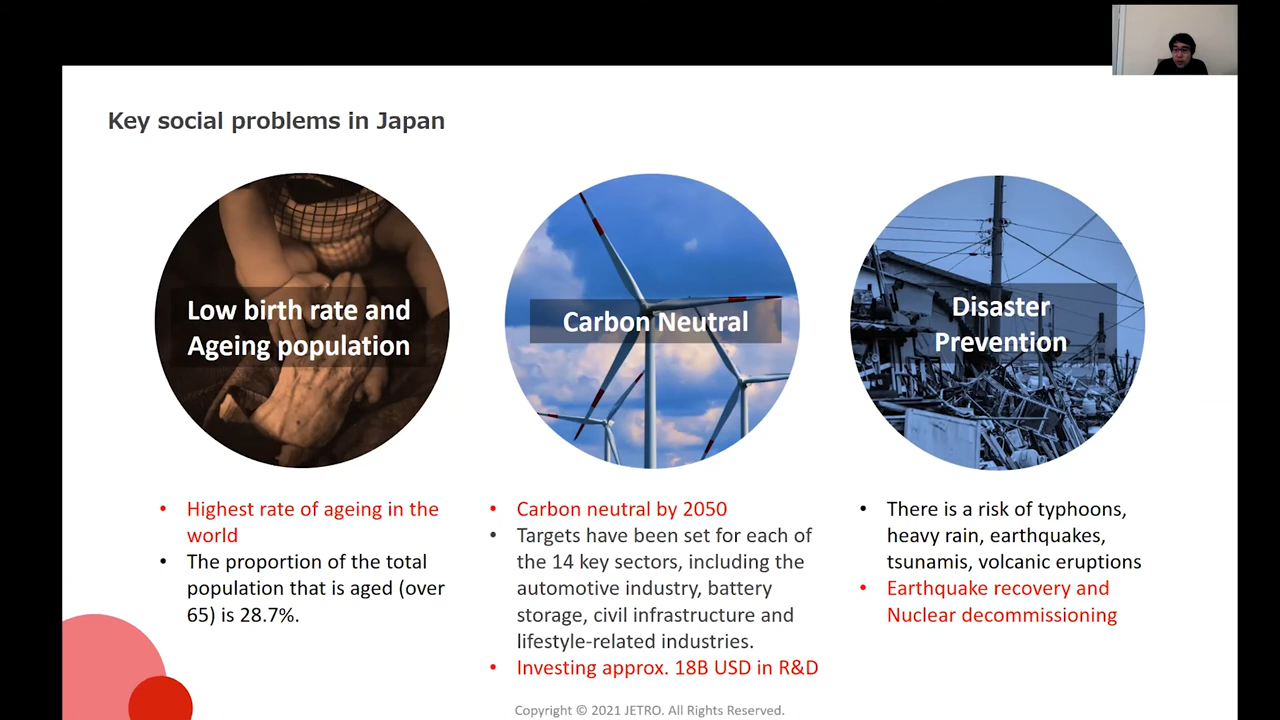 Key social problems in Japan
Low birth rate and
Ageing population
Carbon Neutral
Disaster
Prevention
• Highest rate of ageing in the
world
• The proportion of the total
population that is aged (over
65) is 28.7%.
• Carbon neutral by 2050
• Targets have been set for each of
the 14 key sectors, including the
automotive industry, battery
storage, civil infrastructure and
lifestyle-related industries.
• Investing approx. 18B USD in R&D
• There is a risk of typhoons,
heavy rain, earthquakes,
tsunamis, volcanic eruptions
• Earthquake recovery and
Nuclear decommissioning
Copyright © 2021 JETRO. All Rights Reserved.